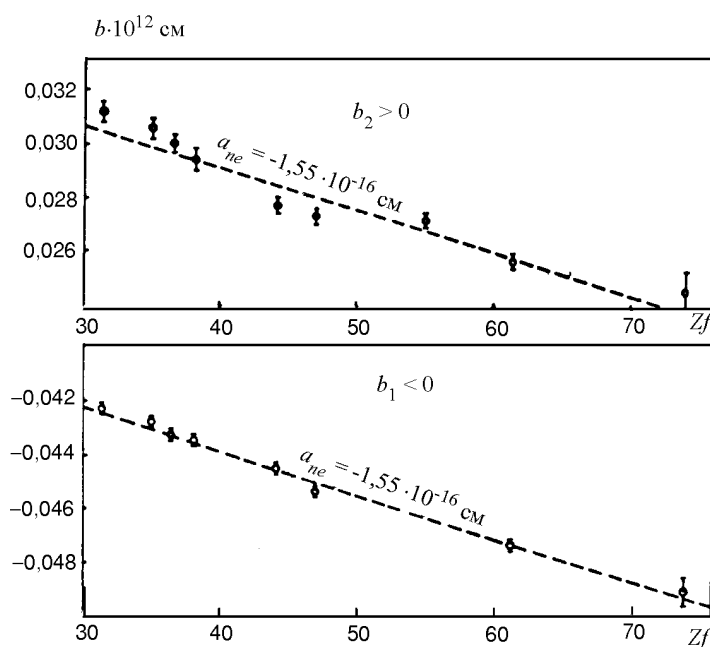 b·10¹² см
0,032
0,030
0,028
0,026
b₂ > 0
aₙₑ = -1,55·10⁻¹⁶ см
30 40 50 60 70 Zf
−0,042
−0,044
−0,046
−0,048
b₁ < 0
aₙₑ = -1,55·10⁻¹⁶ см
30 40 50 60 70 Zf